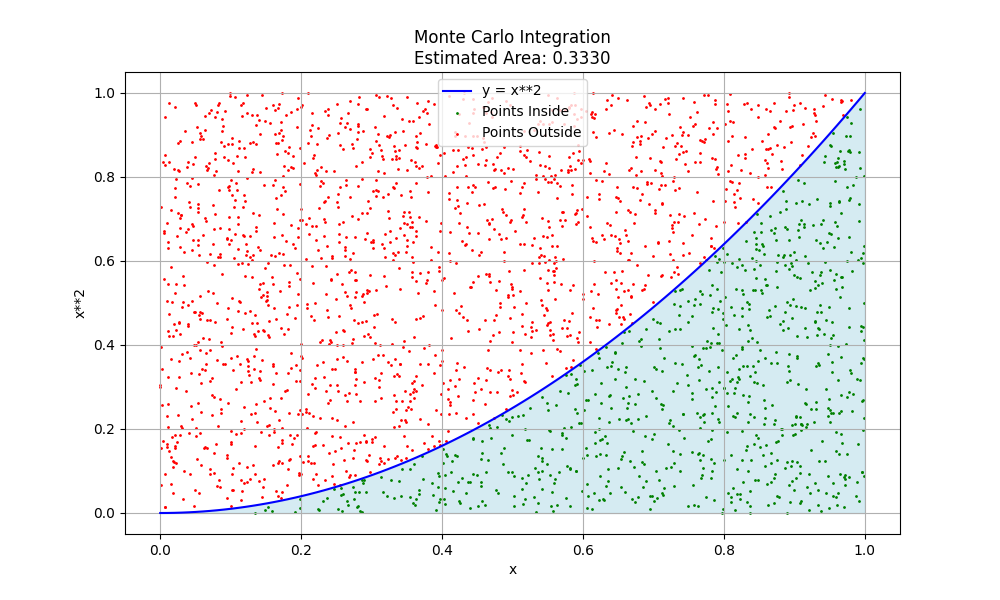 Monte Carlo Integration
Estimated Area: 0.3330
y = x**2
Points Inside
Points Outside
1.0
0.8
0.6
0.4
0.2
0.0
x**2
0.0 0.2 0.4 0.6 0.8 1.0
x